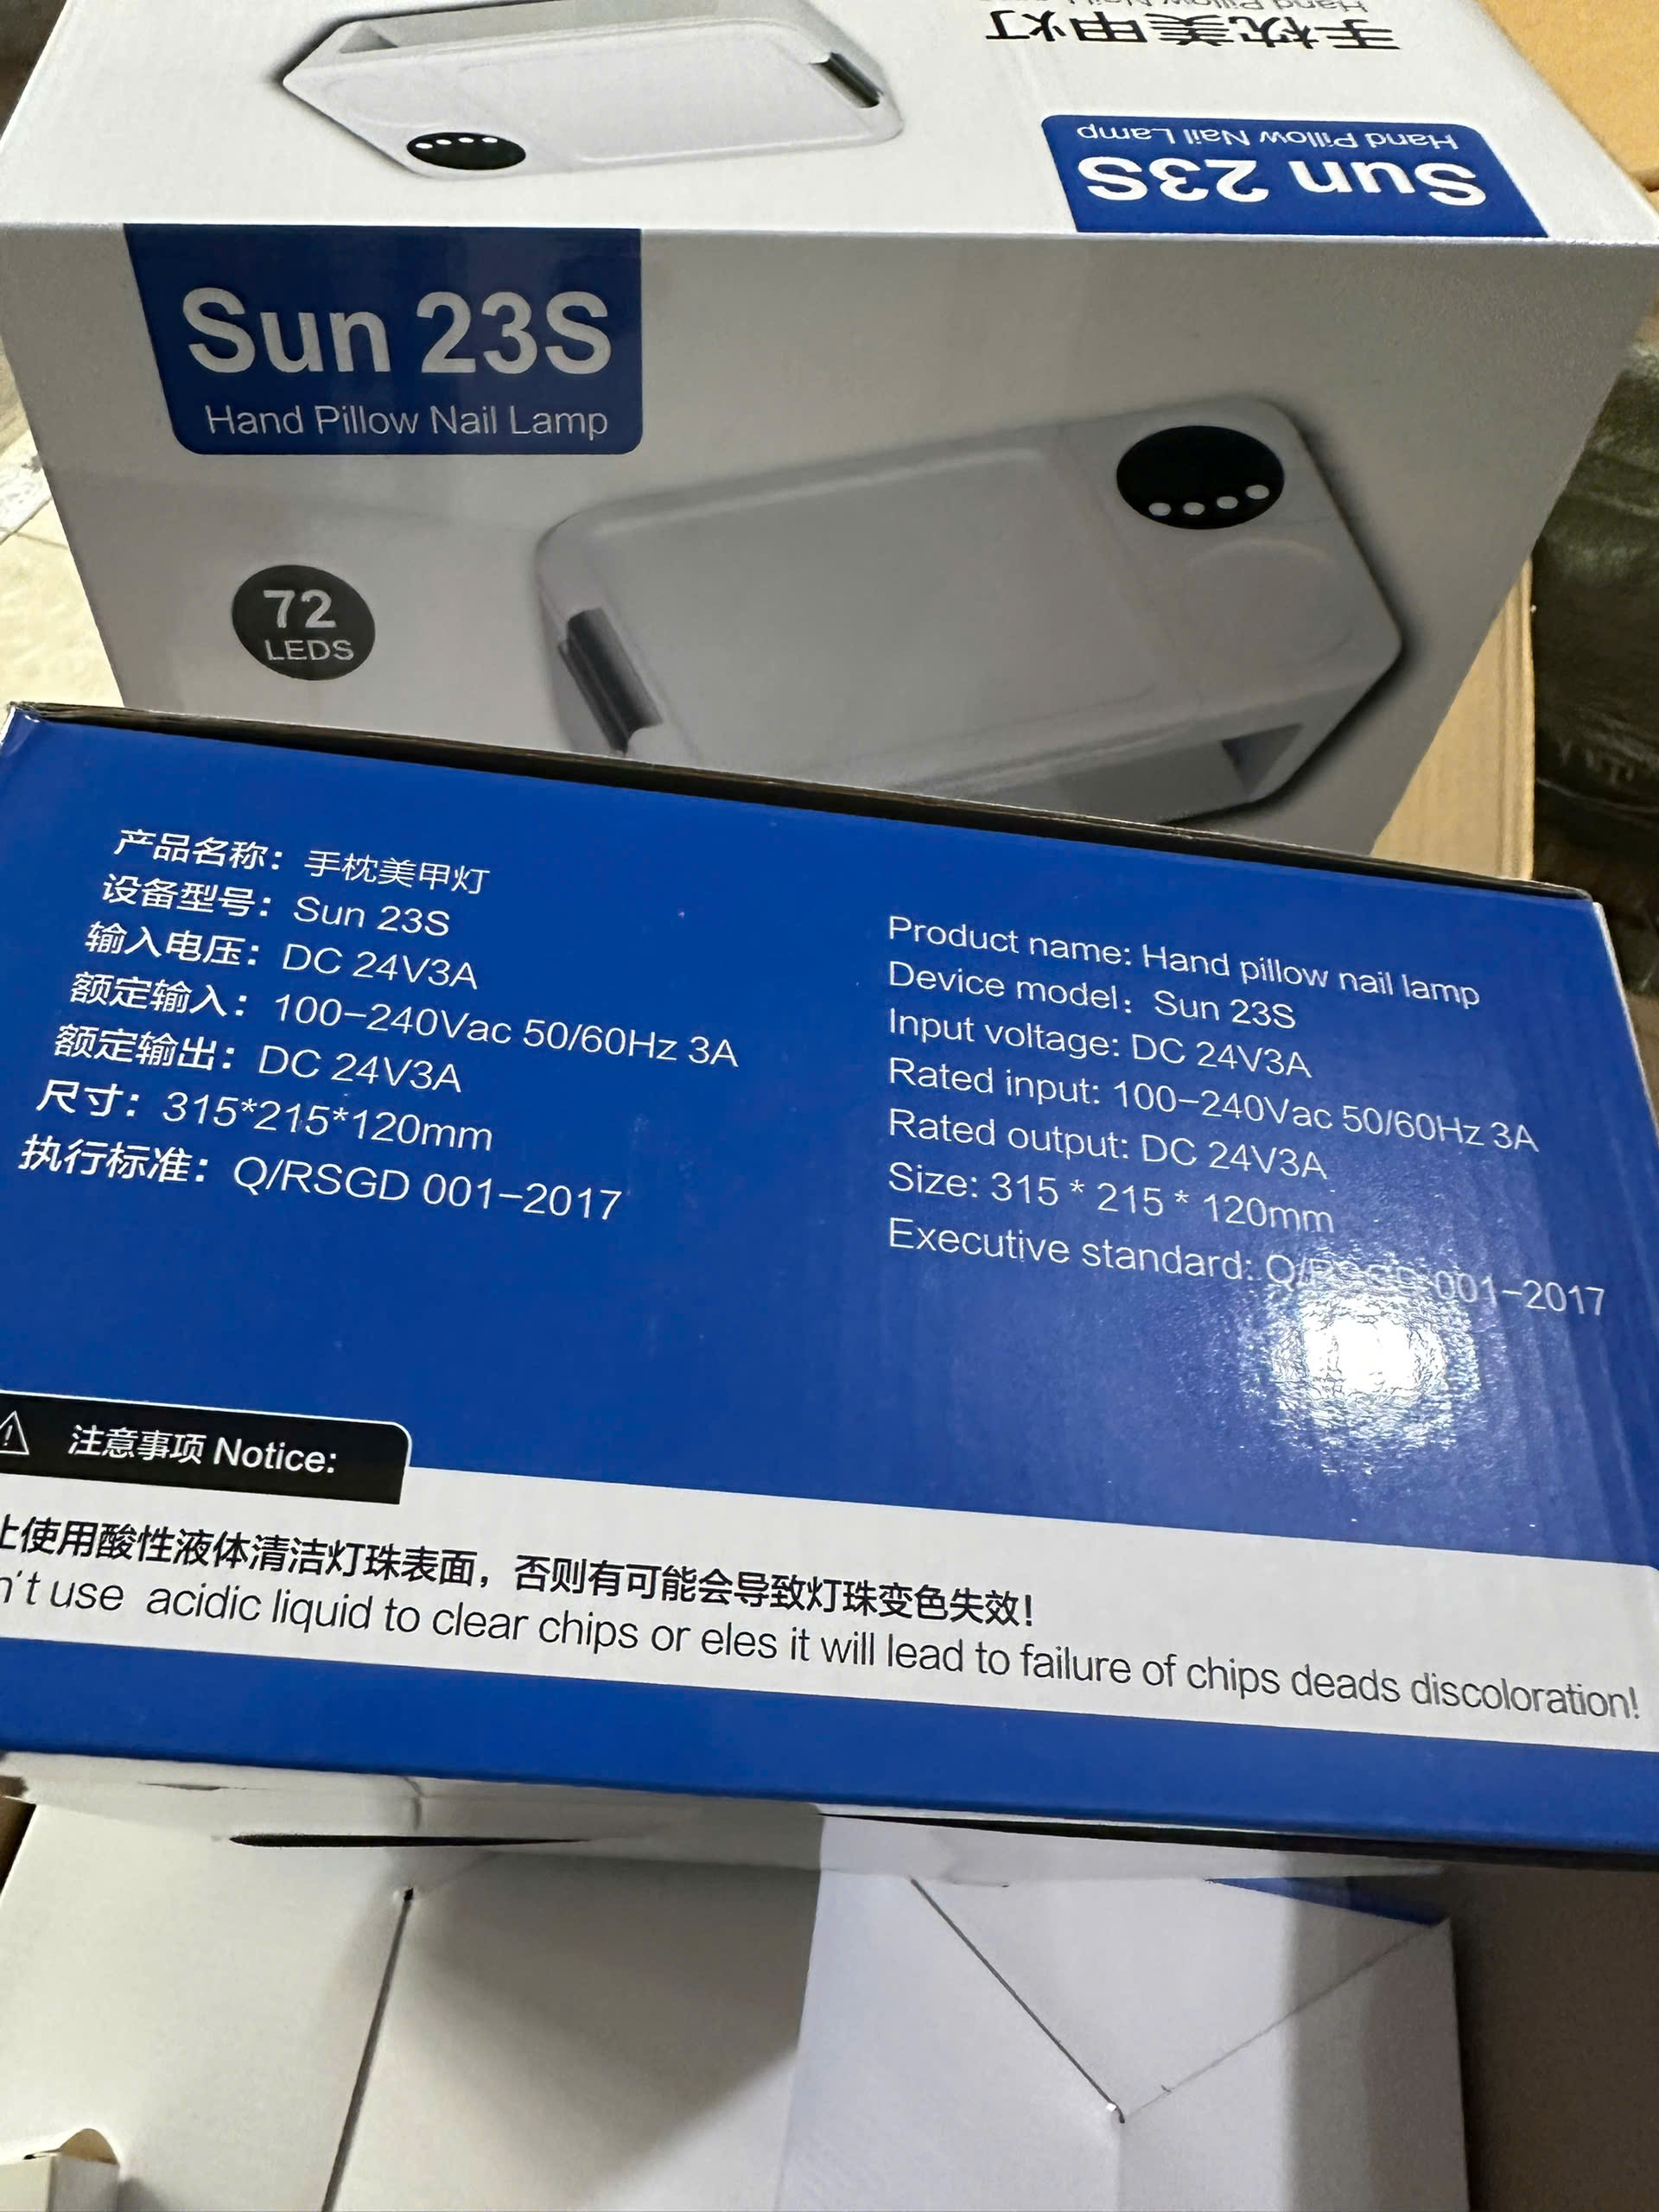 手枕美甲灯
Sun 23S
Hand Pillow Nail Lamp
Sun 23S
Hand Pillow Nail Lamp
72
LEDS
产品名称：手枕美甲灯
设备型号：Sun 23S
输入电压：DC 24V3A
额定输入：100-240Vac 50/60Hz 3A
额定输出：DC 24V3A
尺寸：315*215*120mm
执行标准：Q/RSGD 001-2017
Product name: Hand pillow nail lamp
Device model: Sun 23S
Input voltage: DC 24V3A
Rated input: 100-240Vac 50/60Hz 3A
Rated output: DC 24V3A
Size: 315 * 215 * 120mm
Executive standard: Q/RSGD 001-2017
注意事项 Notice:
使用酸性液体清洁灯珠表面，否则有可能会导致灯珠变色失效！
n't use acidic liquid to clear chips or eles it will lead to failure of chips deads discoloration!